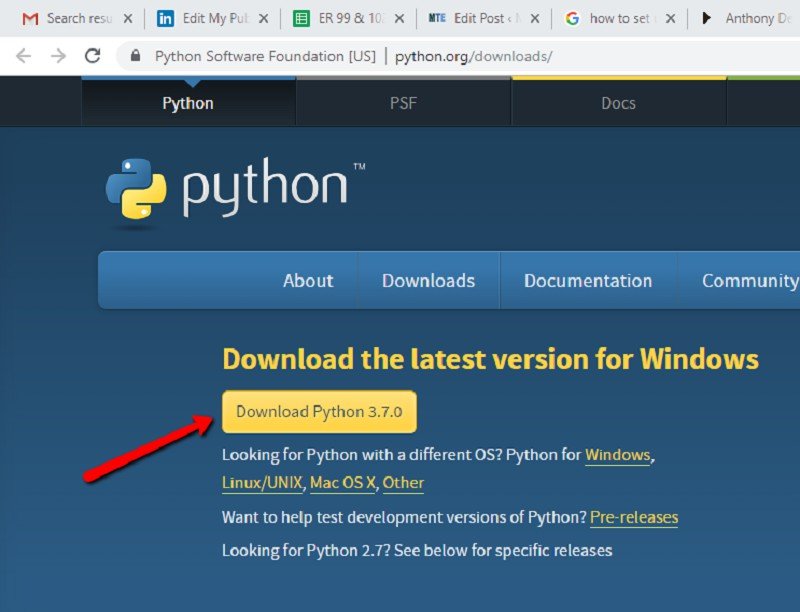 Search resu
Edit My Pu
ER 99 & 10
MTE Edit Post ‹
how to set
Anthony De
Python Software Foundation [US] | python.org/downloads/
Python PSF Docs
python™
About Downloads Documentation Community
Download the latest version for Windows
Download Python 3.7.0
Looking for Python with a different OS? Python for Windows,
Linux/UNIX, Mac OS X, Other
Want to help test development versions of Python? Pre-releases
Looking for Python 2.7? See below for specific releases